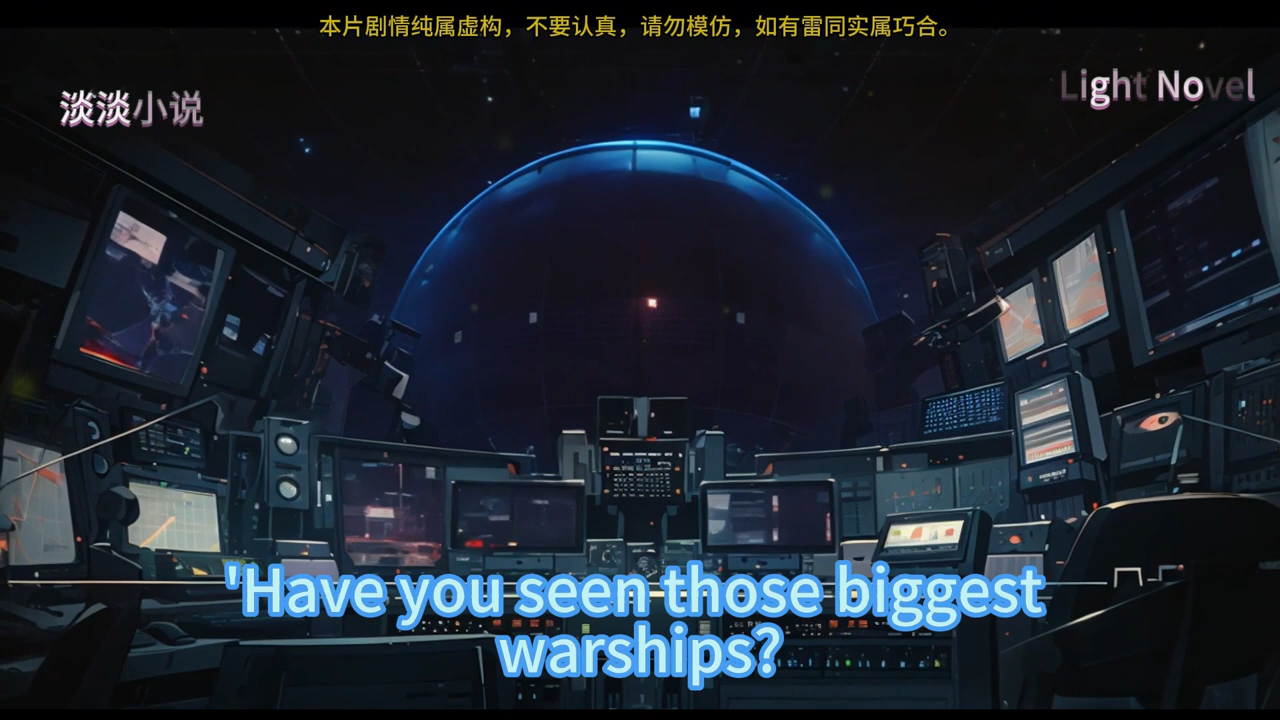 本片剧情纯属虚构，不要认真，请勿模仿，如有雷同实属巧合。
淡淡小说
Light Novel
'Have you seen those biggest
warships?